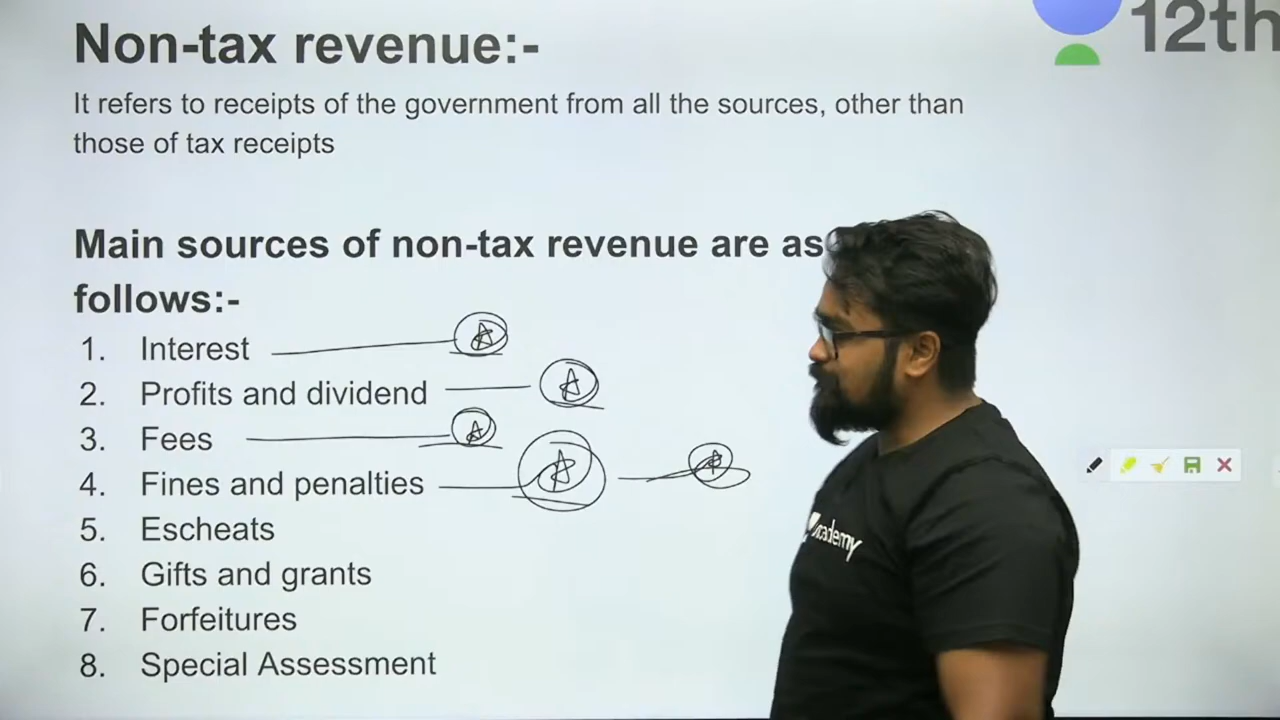 12th
Non-tax revenue:-
It refers to receipts of the government from all the sources, other than
those of tax receipts
Main sources of non-tax revenue are as
follows:-
1. Interest
2. Profits and dividend
3. Fees
4. Fines and penalties
5. Escheats
6. Gifts and grants
7. Forfeitures
8. Special Assessment
academy